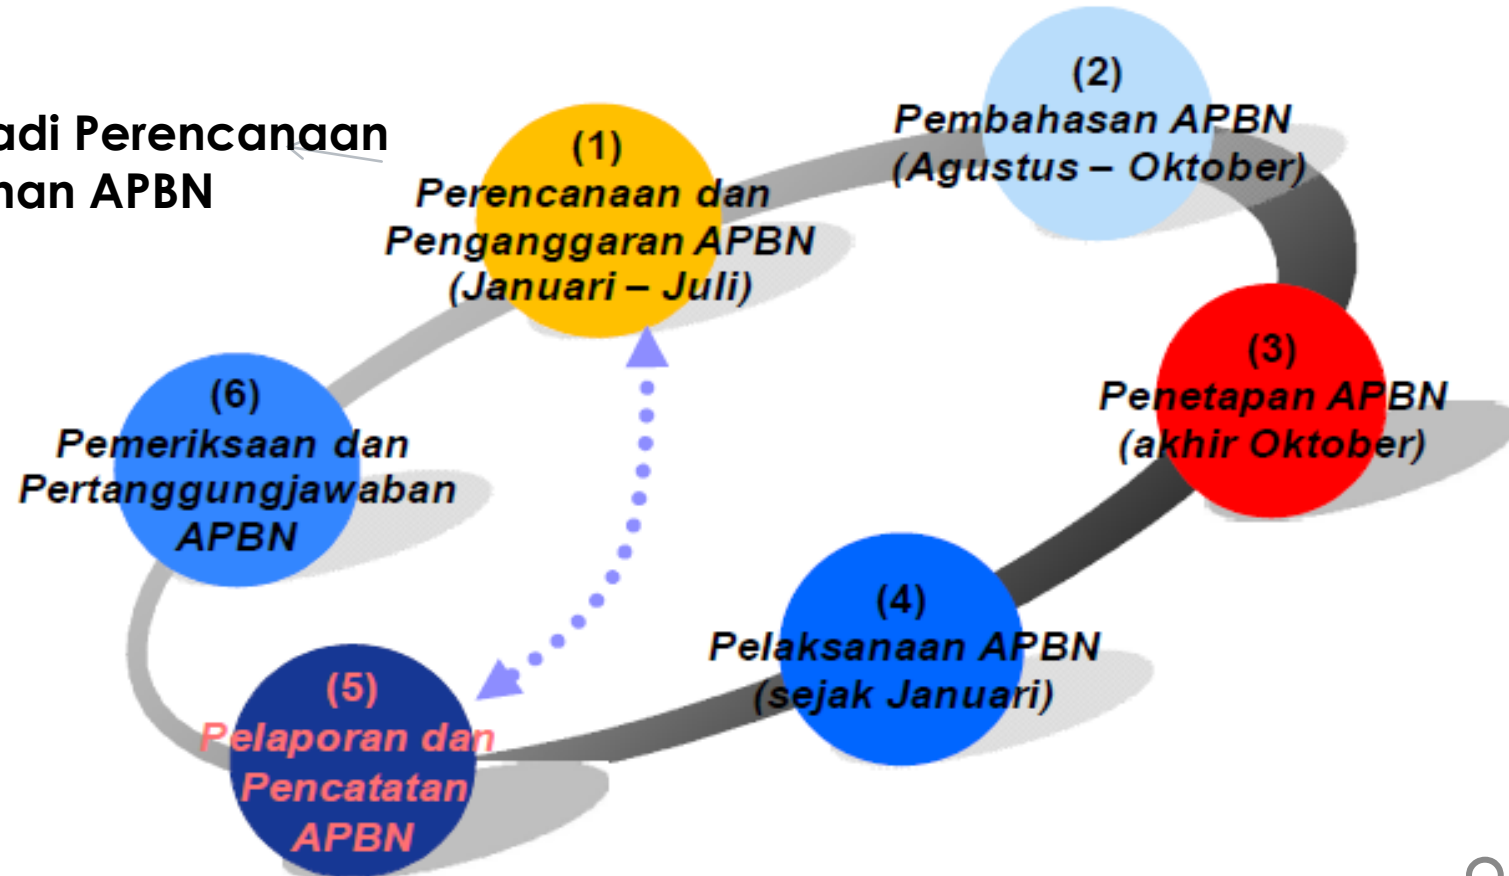 adi Perencanaan
nan APBN
(1)
Perencanaan dan
Penganggaran APBN
(Januari – Juli)
(2)
Pembahasan APBN
(Agustus – Oktober)
(3)
Penetapan APBN
(akhir Oktober)
(4)
Pelaksanaan APBN
(sejak Januari)
(5)
Pelaporan dan
Pencatatan
APBN
(6)
Pemeriksaan dan
Pertanggungjawaban
APBN